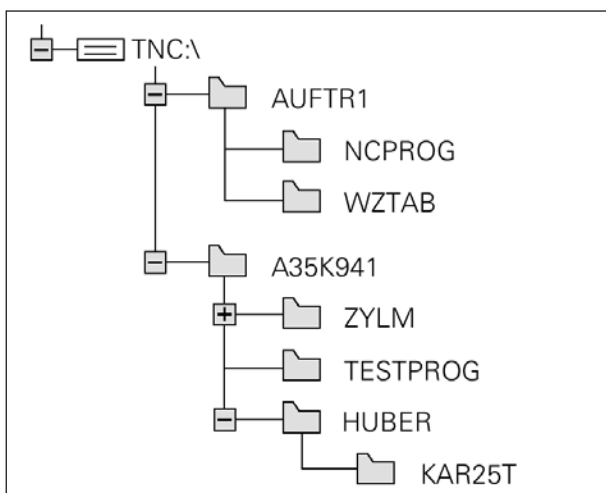 TNC:\
AUFTR1
NCPROG
WZTAB
A35K941
ZYLM
TESTPROG
HUBER
KAR25T